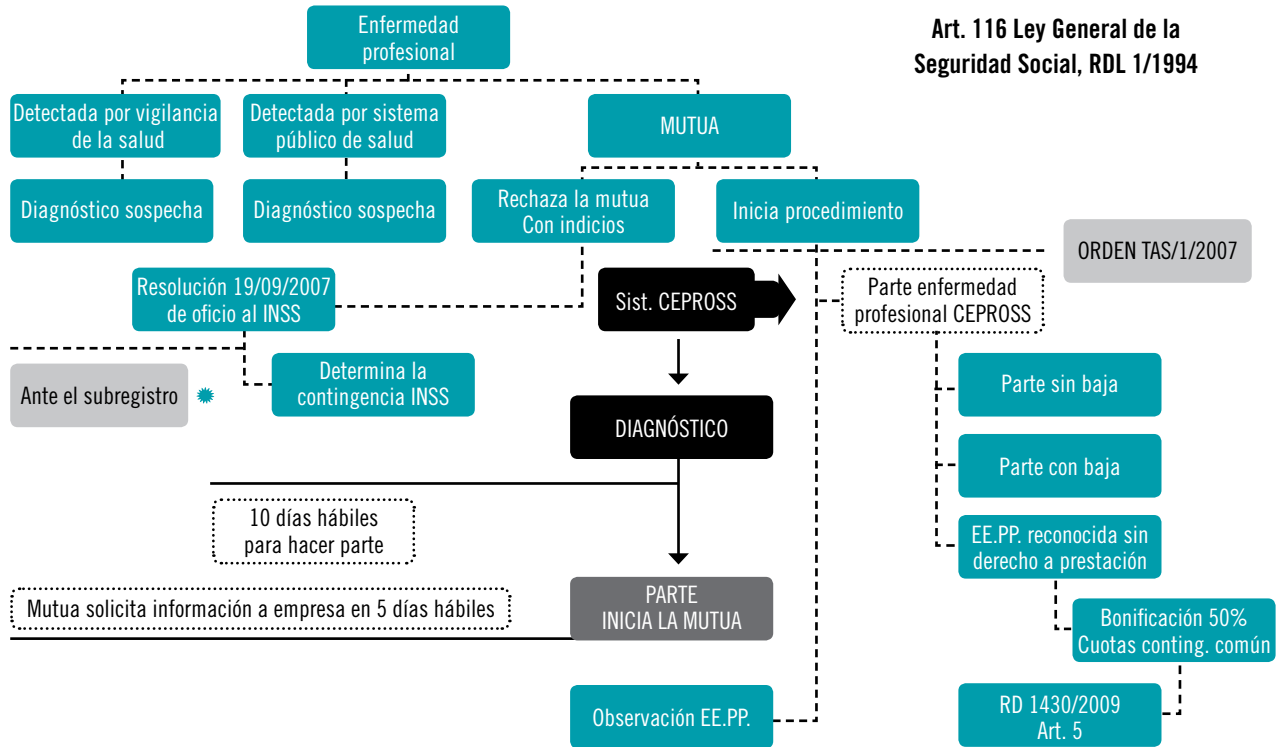 Enfermedad
profesional
Art. 116 Ley General de la
Seguridad Social, RDL 1/1994
Detectada por vigilancia
de la salud
Detectada por sistema
público de salud
MUTUA
Diagnóstico sospecha
Diagnóstico sospecha
Rechaza la mutua
Con indicios
Inicia procedimiento
ORDEN TAS/1/2007
Resolución 19/09/2007
de oficio al INSS
Sist. CEPROSS
Parte enfermedad
profesional CEPROSS
Ante el subregistro
Determina la
contingencia INSS
Parte sin baja
DIAGNÓSTICO
Parte con baja
10 días hábiles
para hacer parte
EE.PP. reconocida sin
derecho a prestación
Mutua solicita información a empresa en 5 días hábiles
PARTE
INICIA LA MUTUA
Bonificación 50%
Cuotas conting. común
Observación EE.PP.
RD 1430/2009
Art. 5